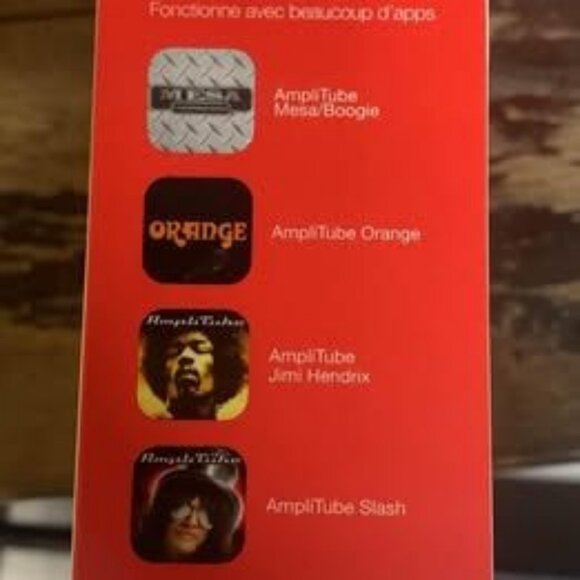 Fonctionne avec beaucoup d'apps
MESA
AmpliTube
Mesa/Boogie
ORANGE
AmpliTube Orange
AmpliTube
AmpliTube
Jimi Hendrix
AmpliTube
AmpliTube Slash